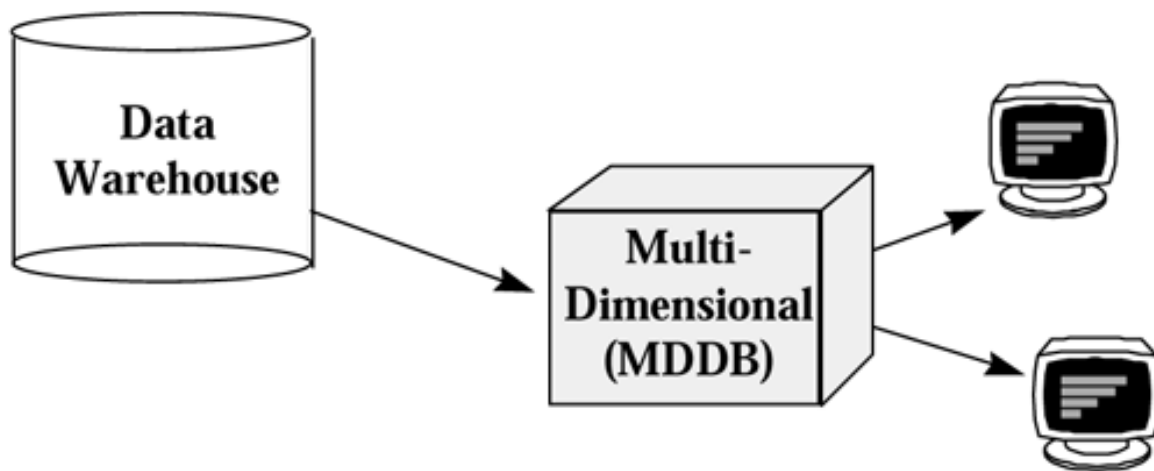 Data
Warehouse
Multi-
Dimensional
(MDDB)